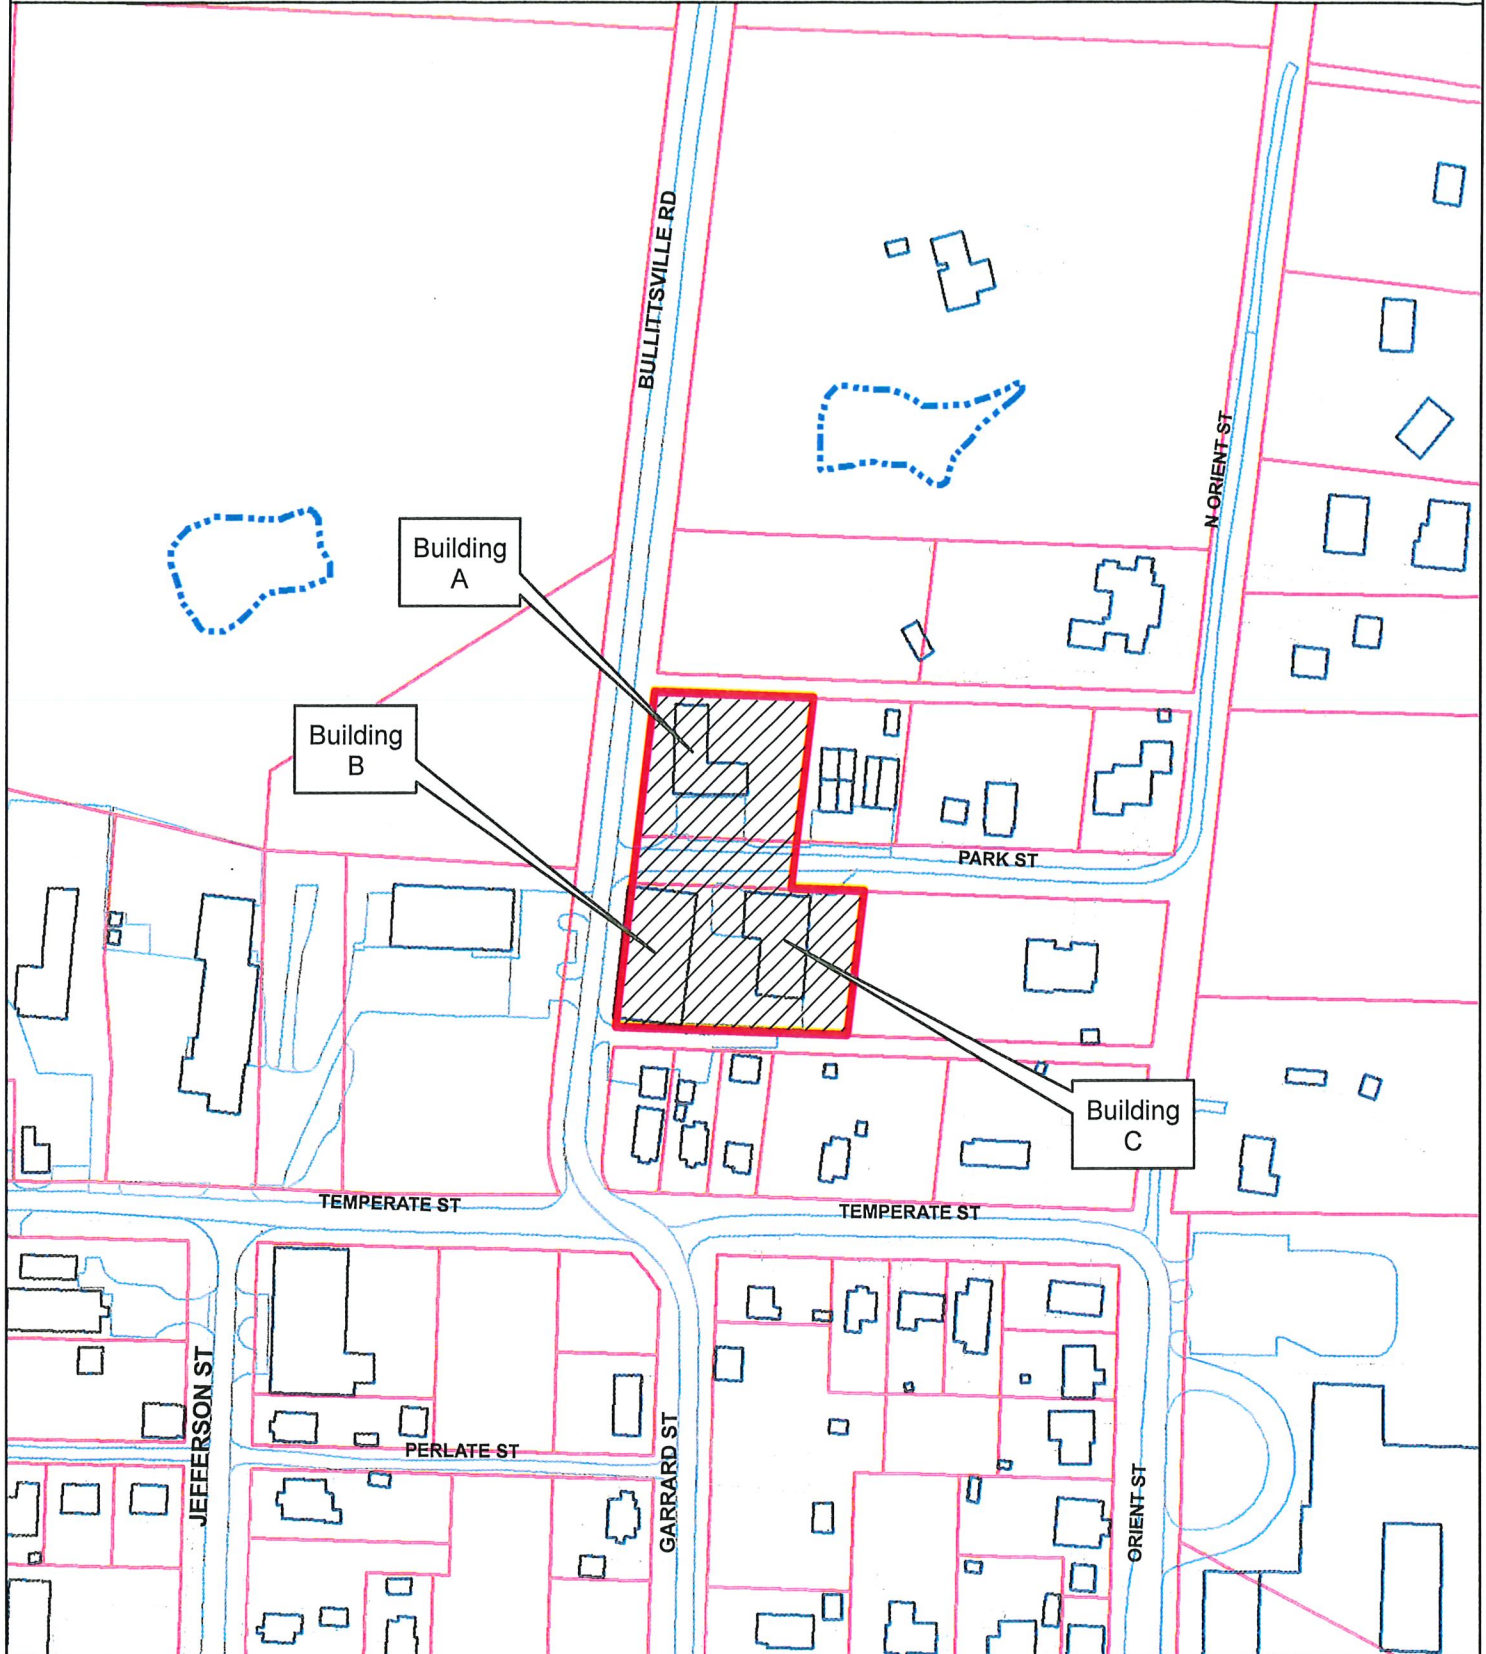 BULLITTSVILLE RD
N ORIENT ST
Building
A
Building
B
PARK ST
Building
C
TEMPERATE ST
TEMPERATE ST
JEFFERSON ST
PERLATE ST
GARRARD ST
ORIENT ST